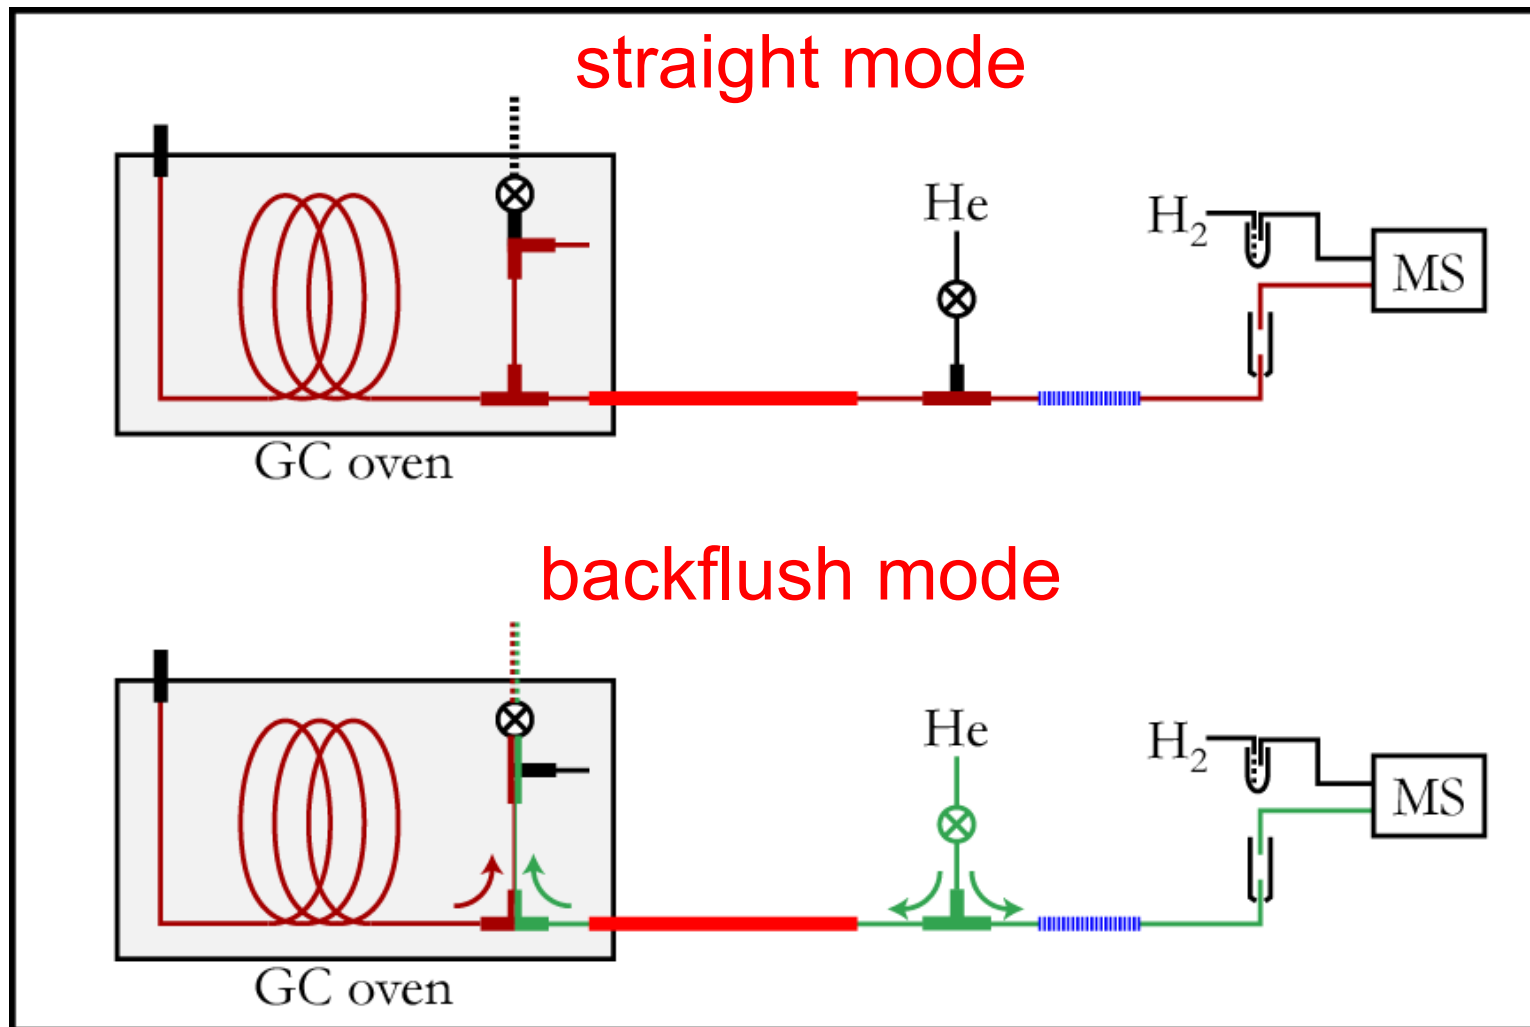 straight mode
He
H₂
MS
GC oven
backflush mode
He
H₂
MS
GC oven